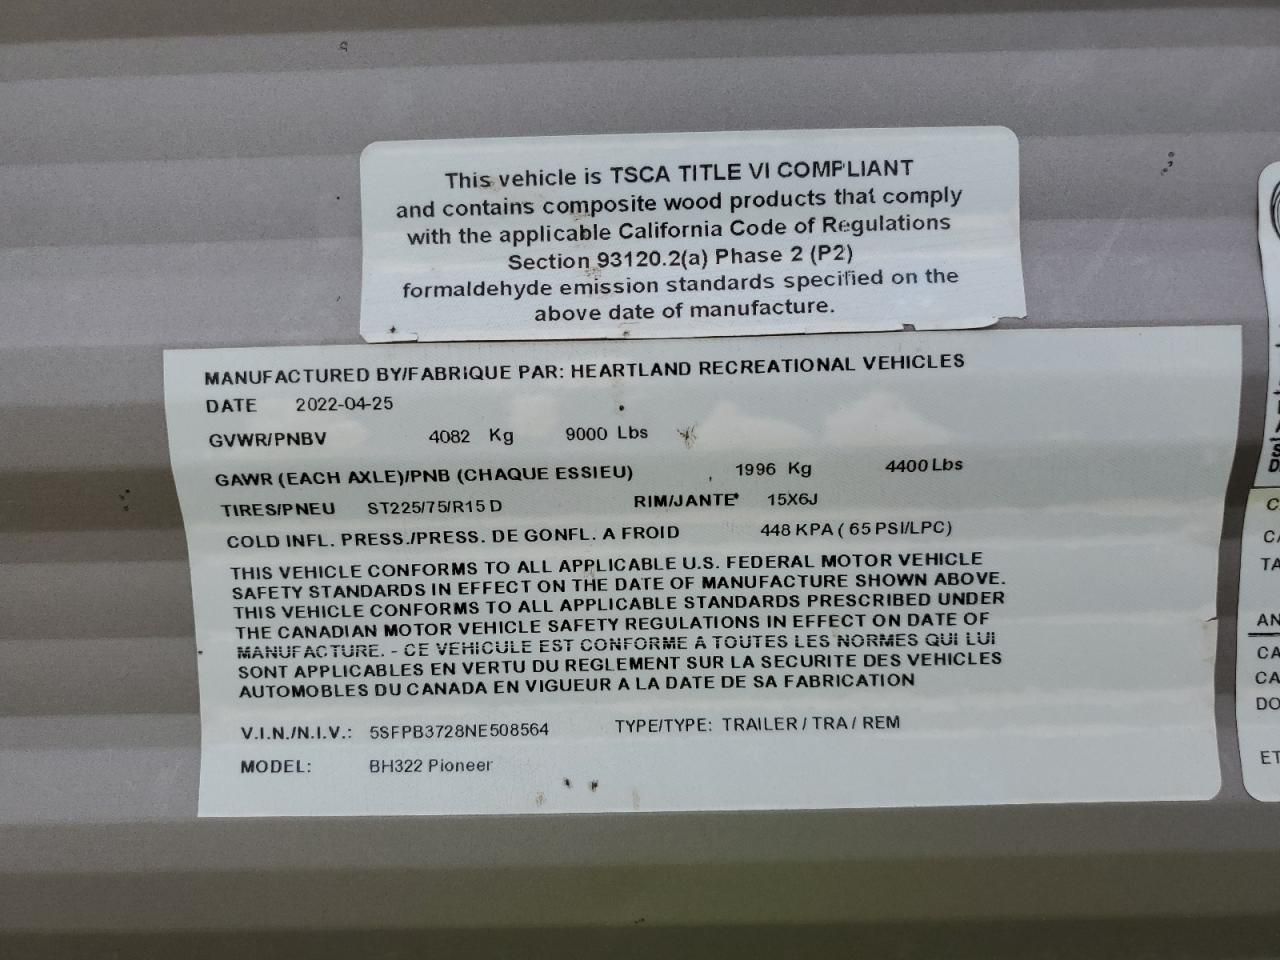 This vehicle is TSCA TITLE VI COMPLIANT
and contains composite wood products that comply
with the applicable California Code of Regulations
Section 93120.2(a) Phase 2 (P2)
formaldehyde emission standards specified on the
above date of manufacture.
MANUFACTURED BY/FABRIQUE PAR: HEARTLAND RECREATIONAL VEHICLES
DATE 2022-04-25
GVWR/PNBV 4082 Kg 9000 Lbs
GAWR (EACH AXLE)/PNB (CHAQUE ESSIEU) 1996 Kg 4400 Lbs
TIRES/PNEU ST225/75/R15 D RIM/JANTE 15X6J
COLD INFL. PRESS./PRESS. DE GONFL. A FROID 448 KPA ( 65 PSI/LPC)
THIS VEHICLE CONFORMS TO ALL APPLICABLE U.S. FEDERAL MOTOR VEHICLE
SAFETY STANDARDS IN EFFECT ON THE DATE OF MANUFACTURE SHOWN ABOVE.
THIS VEHICLE CONFORMS TO ALL APPLICABLE STANDARDS PRESCRIBED UNDER
THE CANADIAN MOTOR VEHICLE SAFETY REGULATIONS IN EFFECT ON DATE OF
MANUFACTURE. - CE VEHICULE EST CONFORME A TOUTES LES NORMES QUI LUI
SONT APPLICABLES EN VERTU DU REGLEMENT SUR LA SECURITE DES VEHICLES
AUTOMOBLES DU CANADA EN VIGUEUR A LA DATE DE SA FABRICATION
V.I.N./N.I.V.: 5SFPB3728NE508564 TYPE/TYPE: TRAILER / TRA / REM
MODEL: BH322 Pioneer